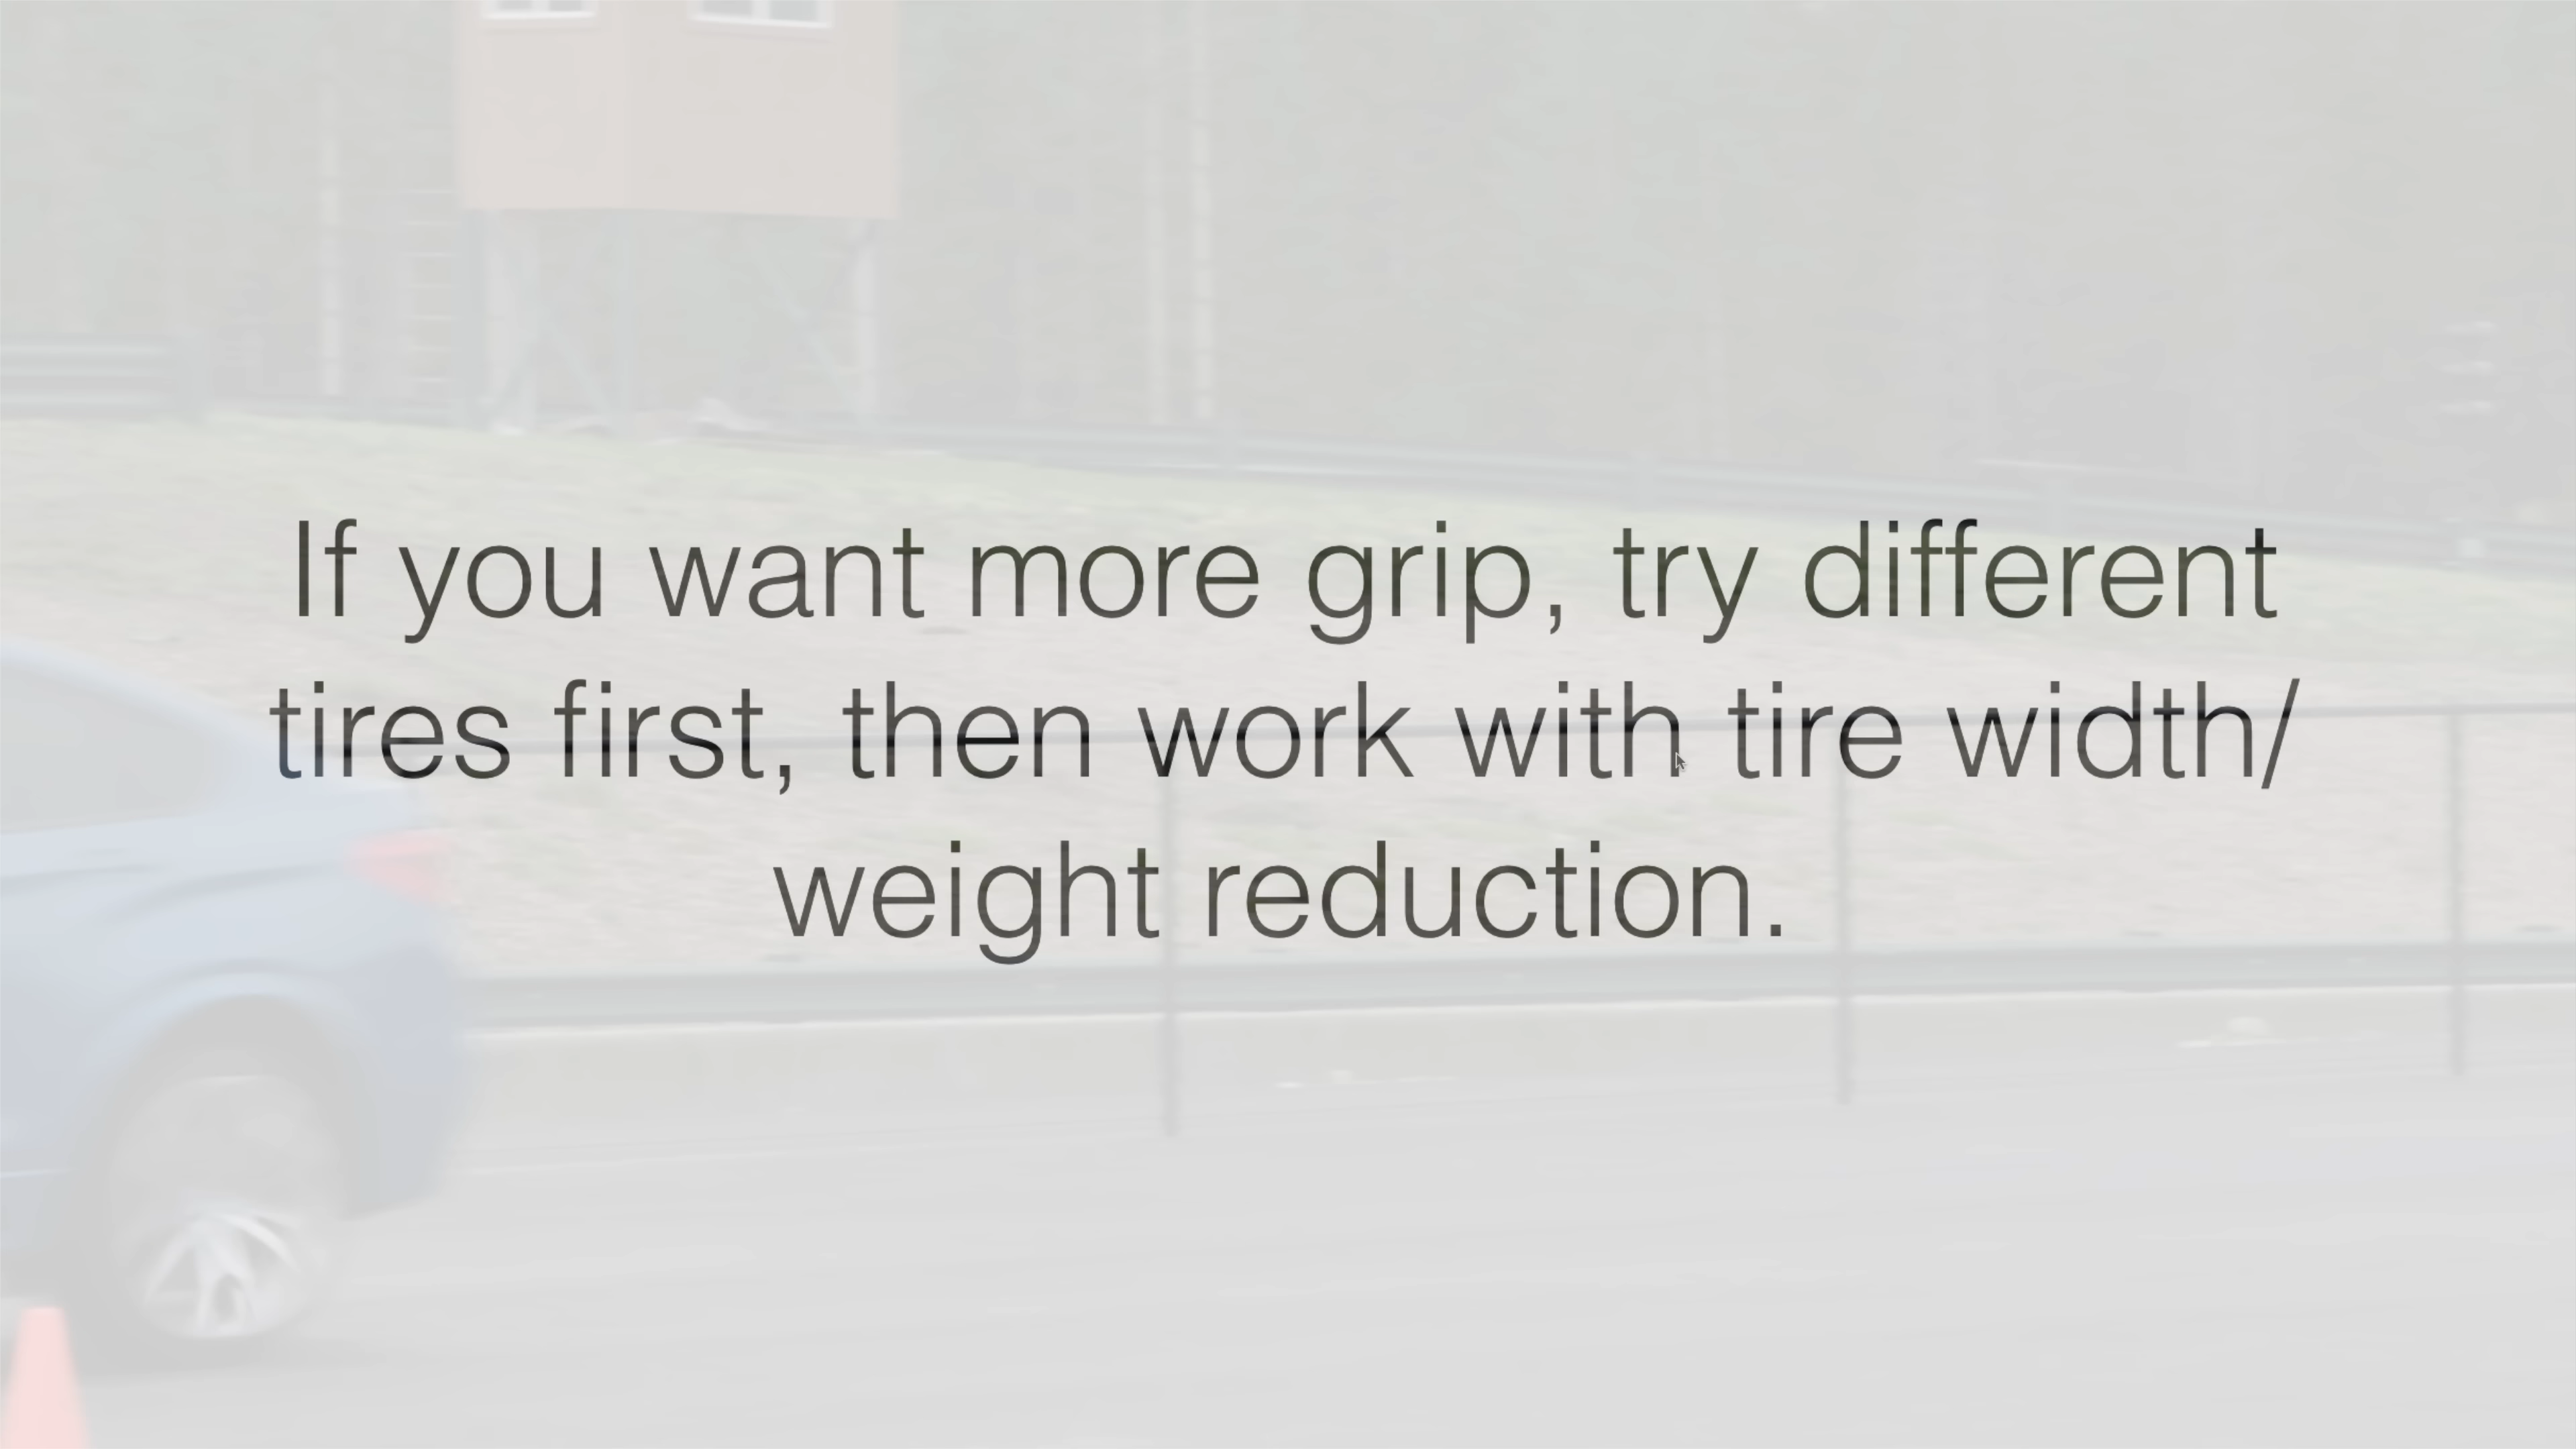 If you want more grip, try different
tires first, then work with tire width/
weight reduction.